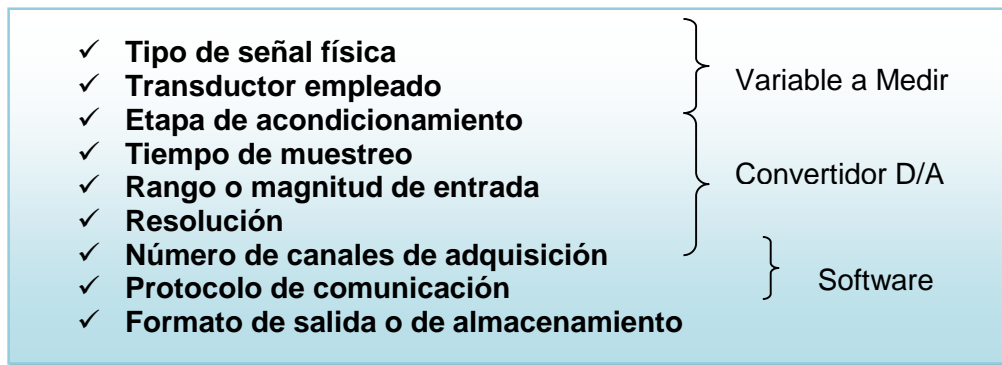 ✓ Tipo de señal física
✓ Transductor empleado
Variable a Medir
✓ Etapa de acondicionamiento
✓ Tiempo de muestreo
✓ Rango o magnitud de entrada
Convertidor D/A
✓ Resolución
✓ Número de canales de adquisición
✓ Protocolo de comunicación
Software
✓ Formato de salida o de almacenamiento